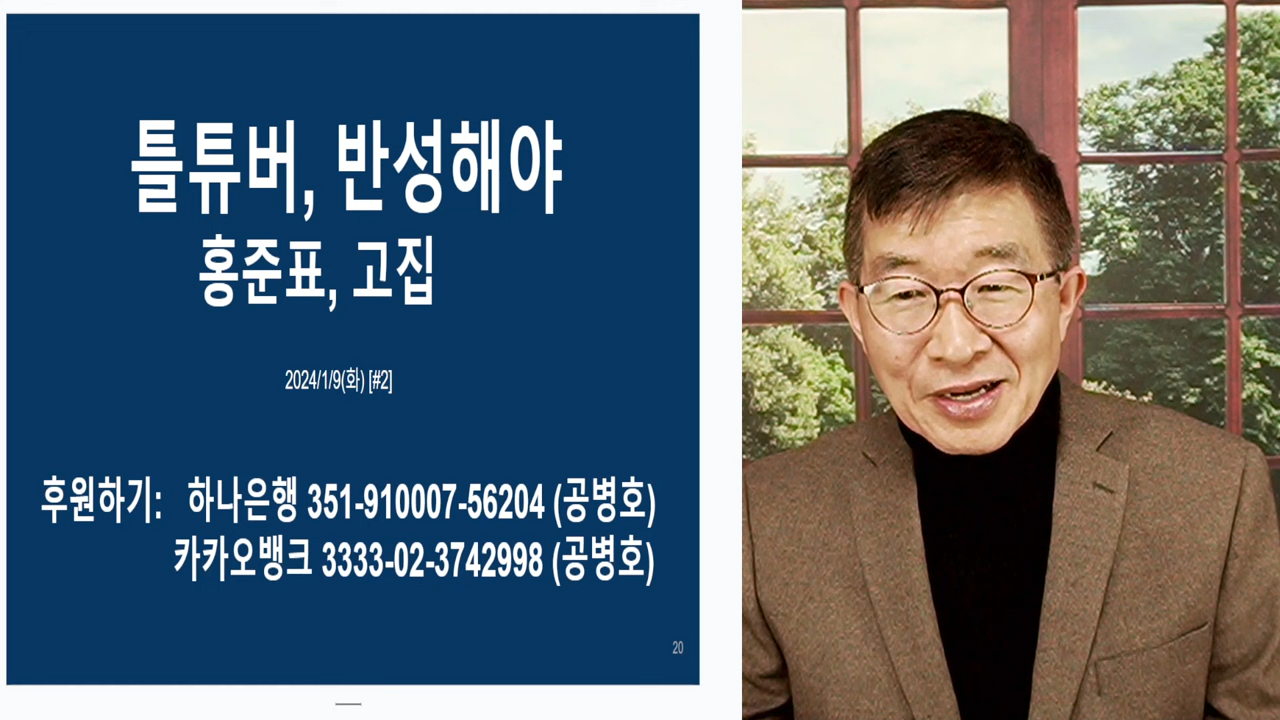 틀튜버, 반성해야
홍준표, 고집
2024/1/9(화) [#2]
후원하기: 하나은행 351-910007-56204 (공병호)
카카오뱅크 3333-02-3742998 (공병호)
20